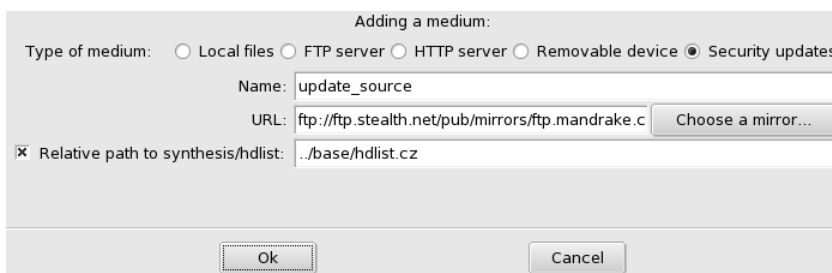 Adding a medium:
Type of medium: Local files FTP server HTTP server Removable device Security updates
Name: update_source
URL: ftp://ftp.stealth.net/pub/mirrors/ftp.mandrake.c Choose a mirror...
Relative path to synthesis/hdlist: ../base/hdlist.cz
Ok Cancel